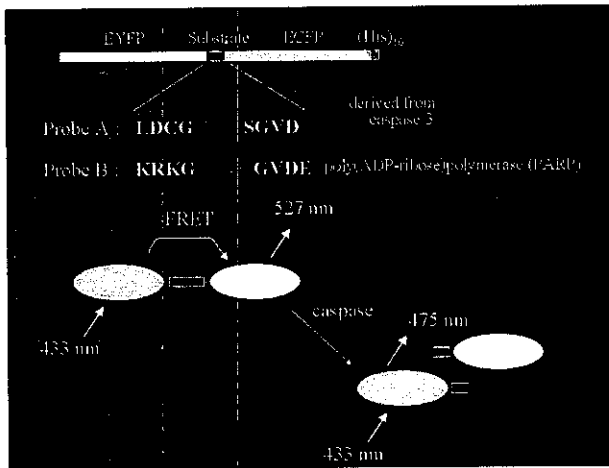 EYFP Substrate ECFP (His)
derived from
Probe A : LDCG SGVD caspase 3
Probe B : KRKG GVDE poly(ADP-ribose)polymerase (PARP)
FRET
527 nm
caspase
433 nm
475 nm
433 nm